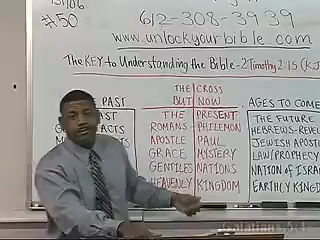 #50
612-308-3939
www.unlockyourbible.com
The KEY to Understanding the Bible-2 Timothy 2:15 (KJ
THE CROSS
PAST
BUT NOW
AGES TO COME
THE PRESENT
ROMANS - PHILEMON
APOSTLE PAUL
GRACE MYSTERY
GENTILES NATIONS
HEAVENLY KINGDOM
THE FUTURE
HEBREWS-REVEL
JEWISH APOST
LAW/PROPHECY
NATION OF ISRA
EARTHLY KINGD